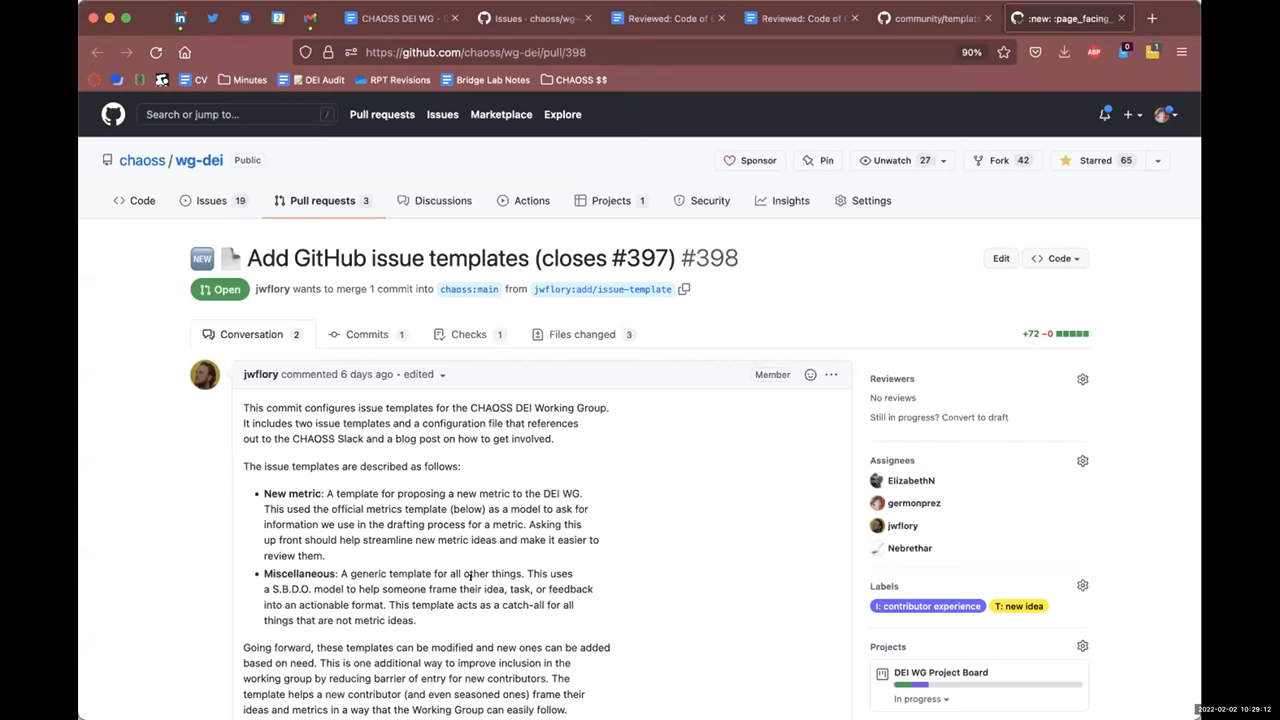 CHAOSS DEI WG - D
Issues · chaoss/wg-
Reviewed: Code of C
Reviewed: Code of C
community/templat
:new: :page_facing_
https://github.com/chaoss/wg-dei/pull/398
90%
ABP
0
1
CV
Minutes
DEI Audit
RPT Revisions
Bridge Lab Notes
CHAOSS $$
Search or jump to...
/
Pull requests
Issues
Marketplace
Explore
chaoss / wg-dei
Public
Sponsor
Pin
Unwatch 27
Fork 42
Starred 65
Code
Issues 19
Pull requests 3
Discussions
Actions
Projects 1
Security
Insights
Settings
NEW Add GitHub issue templates (closes #397) #398
Edit
Code
Open
jwflory wants to merge 1 commit into chaoss:main from jwflory:add/issue-template
Conversation 2
Commits 1
Checks 1
Files changed 3
+72 −0
jwflory commented 6 days ago • edited
Member
This commit configures issue templates for the CHAOSS DEI Working Group.
It includes two issue templates and a configuration file that references
out to the CHAOSS Slack and a blog post on how to get involved.
The issue templates are described as follows:
• New metric: A template for proposing a new metric to the DEI WG.
This used the official metrics template (below) as a model to ask for
information we use in the drafting process for a metric. Asking this
up front should help streamline new metric ideas and make it easier to
review them.
• Miscellaneous: A generic template for all other things. This uses
a S.B.D.O. model to help someone frame their idea, task, or feedback
into an actionable format. This template acts as a catch-all for all
things that are not metric ideas.
Going forward, these templates can be modified and new ones can be added
based on need. This is one additional way to improve inclusion in the
working group by reducing barrier of entry for new contributors. The
template helps a new contributor (and even seasoned ones) frame their
ideas and metrics in a way that the Working Group can easily follow.
Reviewers
No reviews
Still in progress? Convert to draft
Assignees
ElizabethN
germonprez
jwflory
Nebrethar
Labels
I: contributor experience
T: new idea
Projects
DEI WG Project Board
In progress
2022-02-02 10:29:12